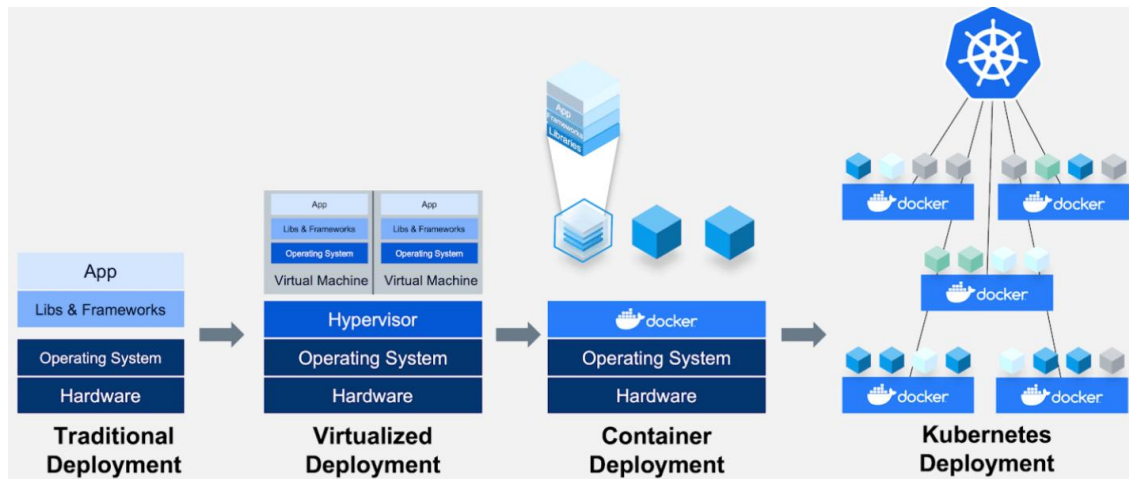 App
Libs & Frameworks
Operating System
Hardware
Traditional
Deployment
App
Libs & Frameworks
Operating System
Virtual Machine
App
Libs & Frameworks
Operating System
Virtual Machine
Hypervisor
Operating System
Hardware
Virtualized
Deployment
App
Frameworks
Libraries
docker
Operating System
Hardware
Container
Deployment
docker
docker
docker
docker
docker
Kubernetes
Deployment